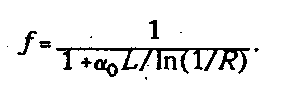 f = 1 / (1 + α₀L/ln(1/R)).